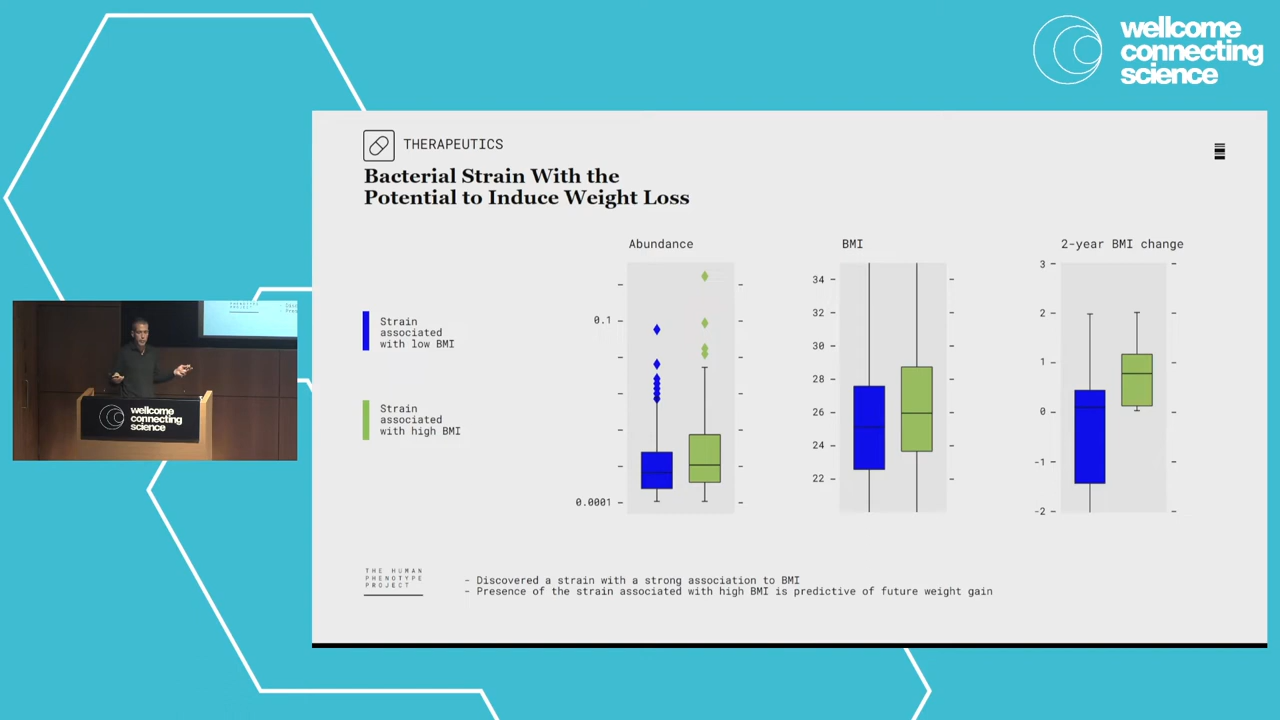 wellcome
connecting
science
THERAPEUTICS
Bacterial Strain With the
Potential to Induce Weight Loss
Abundance
BMI
2-year BMI change
Strain
associated
with low BMI
Strain
associated
with high BMI
0.1
0.0001
34
32
30
28
26
24
22
3
2
1
0
-1
-2
wellcome
connecting
science
THE HUMAN
PHENOTYPE
PROJECT
- Discovered a strain with a strong association to BMI
- Presence of the strain associated with high BMI is predictive of future weight gain